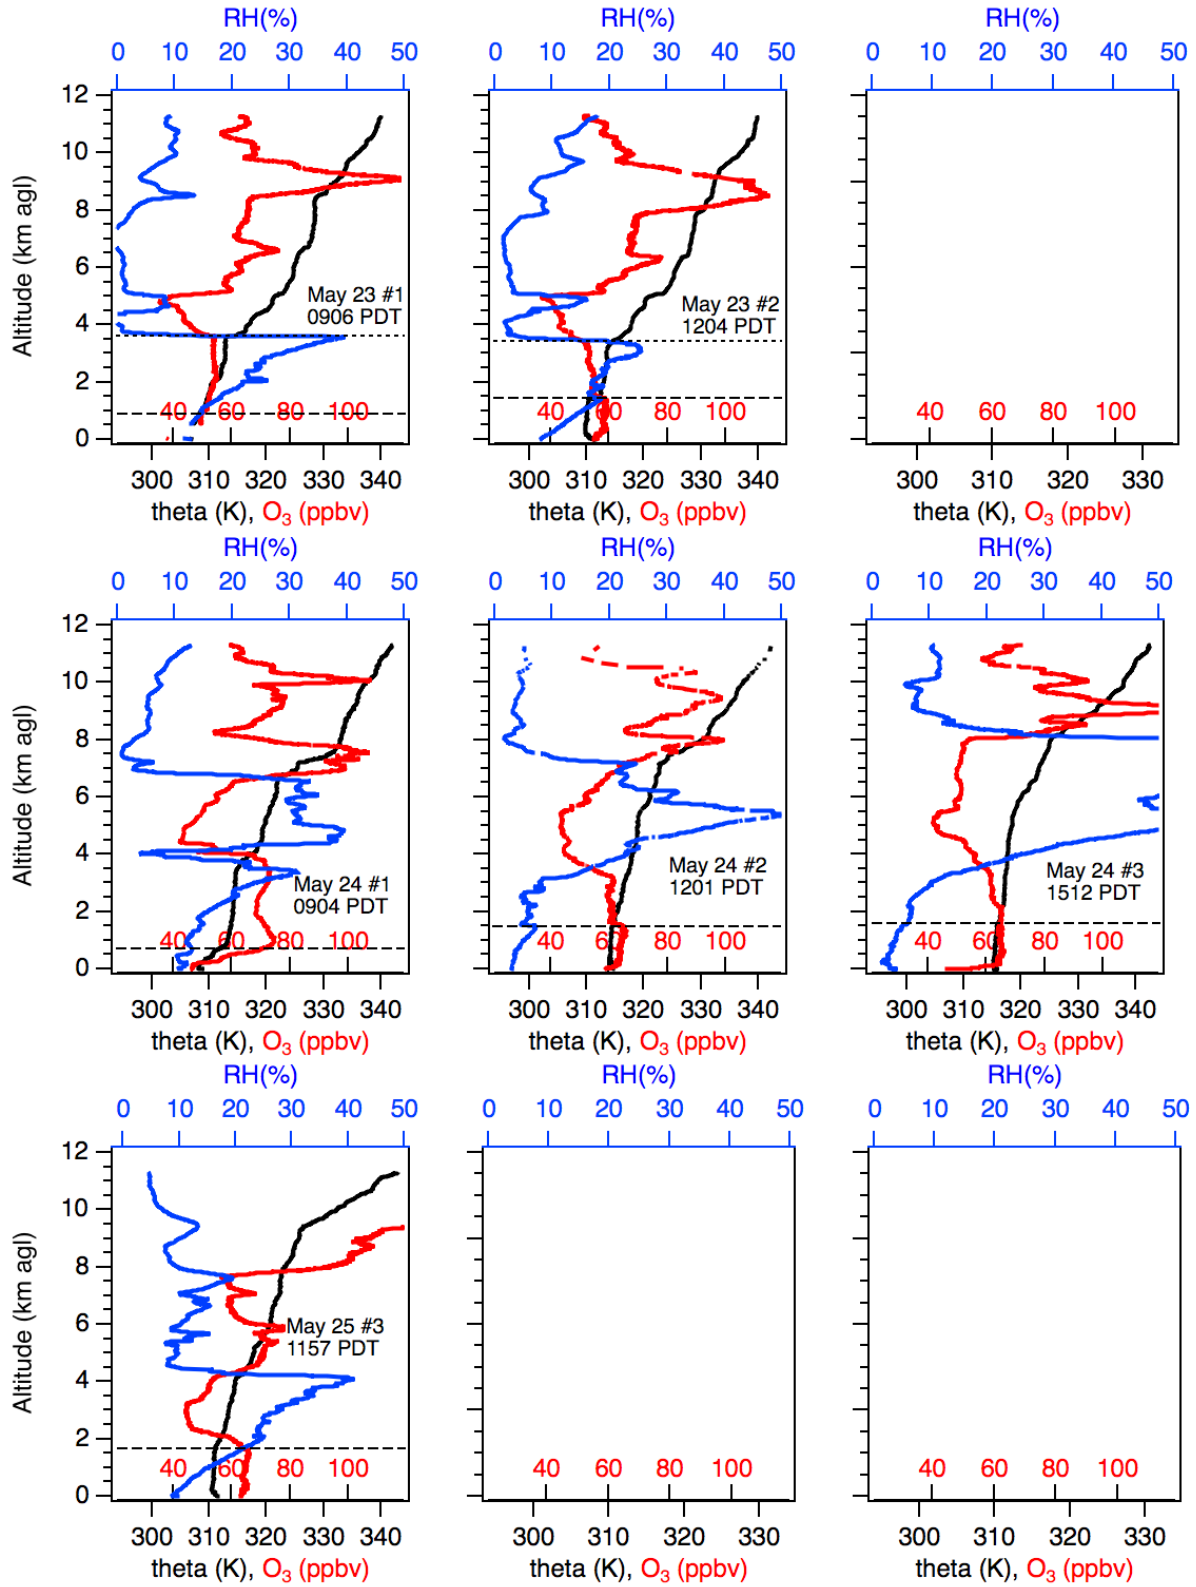 RH(%) RH(%) RH(%)
0 10 20 30 40 50 0 10 20 30 40 50 0 10 20 30 40 50
12
10
8
6
4
2
0
Altitude (km agl)
May 23 #1
0906 PDT
May 23 #2
1204 PDT
40 60 80 100 40 60 80 100 40 60 80 100
300 310 320 330 340 300 310 320 330 340 300 310 320 330
theta (K), O₃ (ppbv) theta (K), O₃ (ppbv) theta (K), O₃ (ppbv)
RH(%) RH(%) RH(%)
0 10 20 30 40 50 0 10 20 30 40 50 0 10 20 30 40 50
12
10
8
6
4
2
0
Altitude (km agl)
May 24 #1
0904 PDT
May 24 #2
1201 PDT
May 24 #3
1512 PDT
40 60 80 100 40 60 80 100 40 60 80 100
300 310 320 330 340 300 310 320 330 340 300 310 320 330 340
theta (K), O₃ (ppbv) theta (K), O₃ (ppbv) theta (K), O₃ (ppbv)
RH(%) RH(%) RH(%)
0 10 20 30 40 50 0 10 20 30 40 50 0 10 20 30 40 50
12
10
8
6
4
2
0
Altitude (km agl)
May 25 #3
1157 PDT
40 60 80 100 40 60 80 100 40 60 80 100
300 310 320 330 340 300 310 320 330 300 310 320 330
theta (K), O₃ (ppbv) theta (K), O₃ (ppbv) theta (K), O₃ (ppbv)